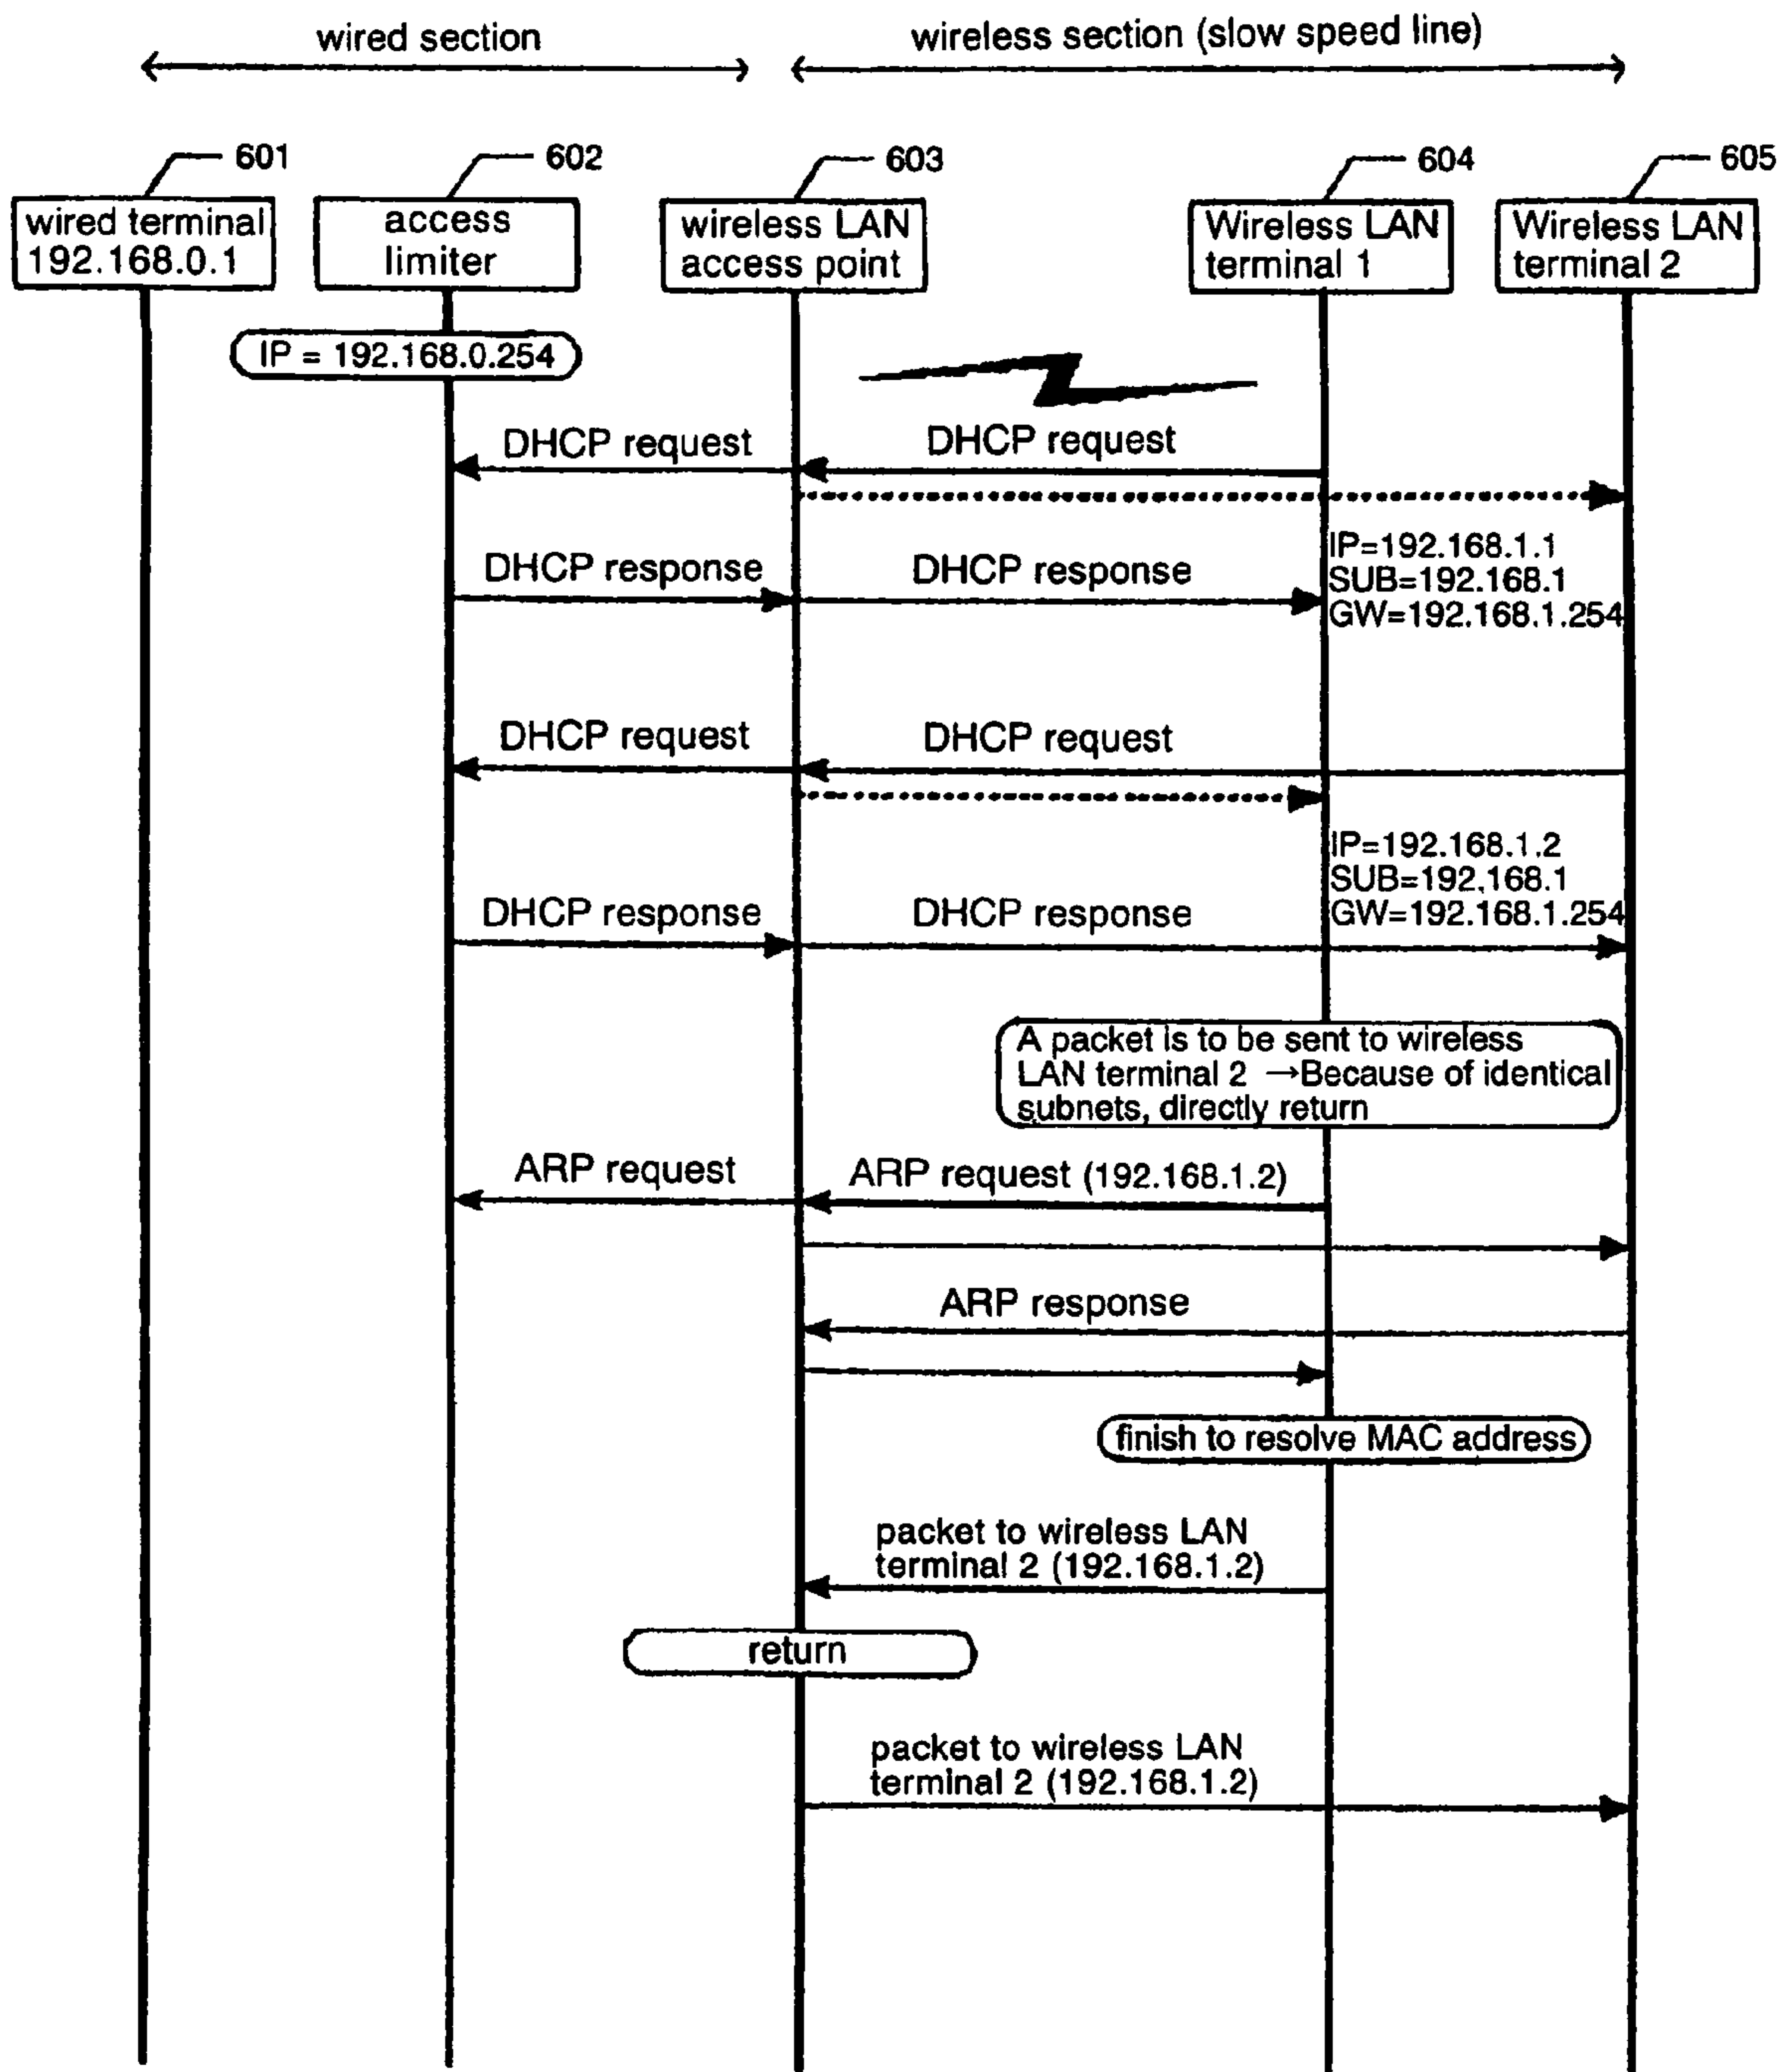 wired section
wireless section (slow speed line)
601
602
603
604
605
wired terminal
192.168.0.1
access
limiter
wireless LAN
access point
Wireless LAN
terminal 1
Wireless LAN
terminal 2
IP = 192.168.0.254
DHCP request
DHCP request
IP=192.168.1.1
SUB=192.168.1
GW=192.168.1.254
DHCP response
DHCP response
DHCP request
DHCP request
IP=192.168.1.2
SUB=192.168.1
GW=192.168.1.254
DHCP response
DHCP response
A packet is to be sent to wireless
LAN terminal 2 →Because of identical
subnets, directly return
ARP request
ARP request (192.168.1.2)
ARP response
finish to resolve MAC address
packet to wireless LAN
terminal 2 (192.168.1.2)
return
packet to wireless LAN
terminal 2 (192.168.1.2)